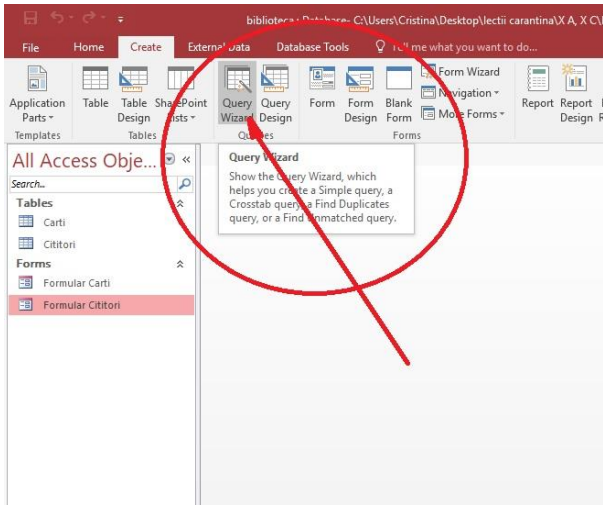 biblioteca : Database- C:\Users\Cristina\Desktop\lectii carantina\X A, X C\
File Home Create External Data Database Tools Tell me what you want to do...
Application Parts Table Table Design SharePoint Lists Query Wizard Query Design Form Form Design Blank Form Form Wizard Navigation More Forms Report Report Design
Templates Tables Queries Forms
All Access Obje...
Search...
Tables
Carti
Cititori
Forms
Formular Carti
Formular Cititori
Query Wizard
Show the Query Wizard, which
helps you create a Simple query, a
Crosstab query, a Find Duplicates
query, or a Find Unmatched query.